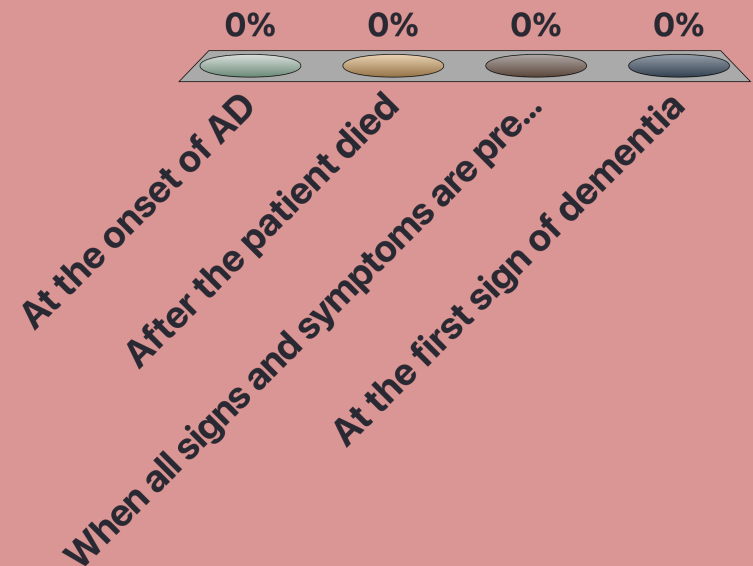 0% 0% 0% 0%
At the onset of AD
After the patient died
When all signs and symptoms are pre...
At the first sign of dementia